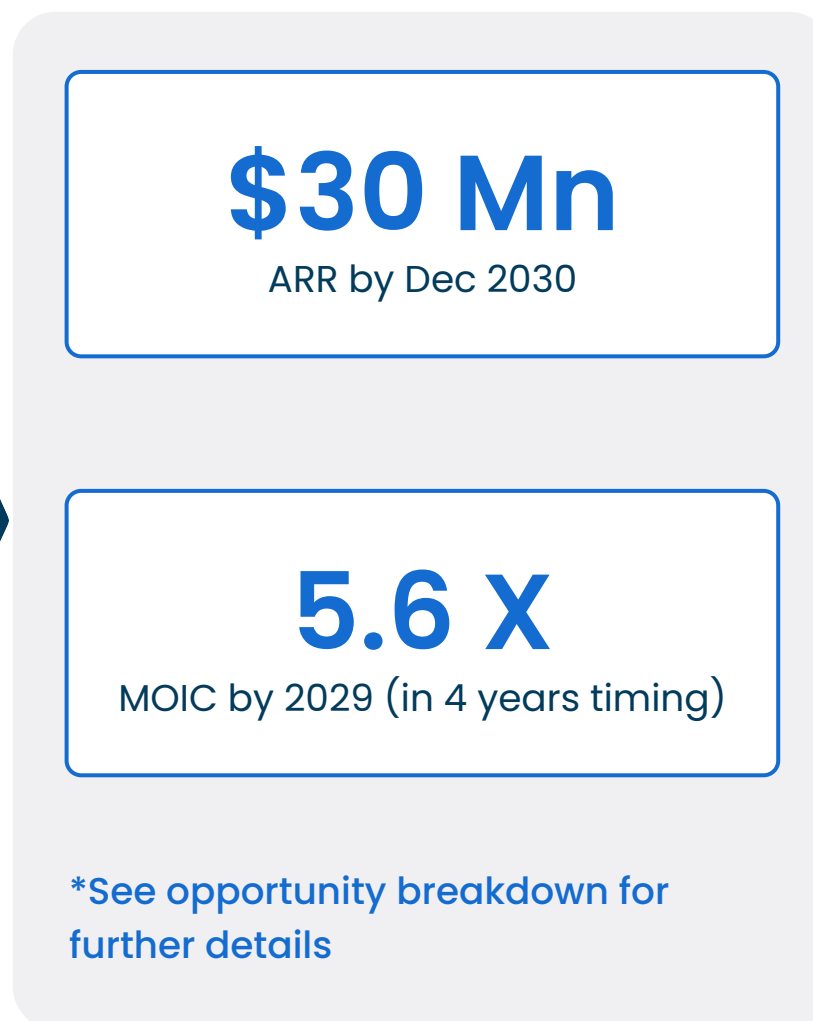 $30 Mn
ARR by Dec 2030
5.6 X
MOIC by 2029 (in 4 years timing)
*See opportunity breakdown for
further details